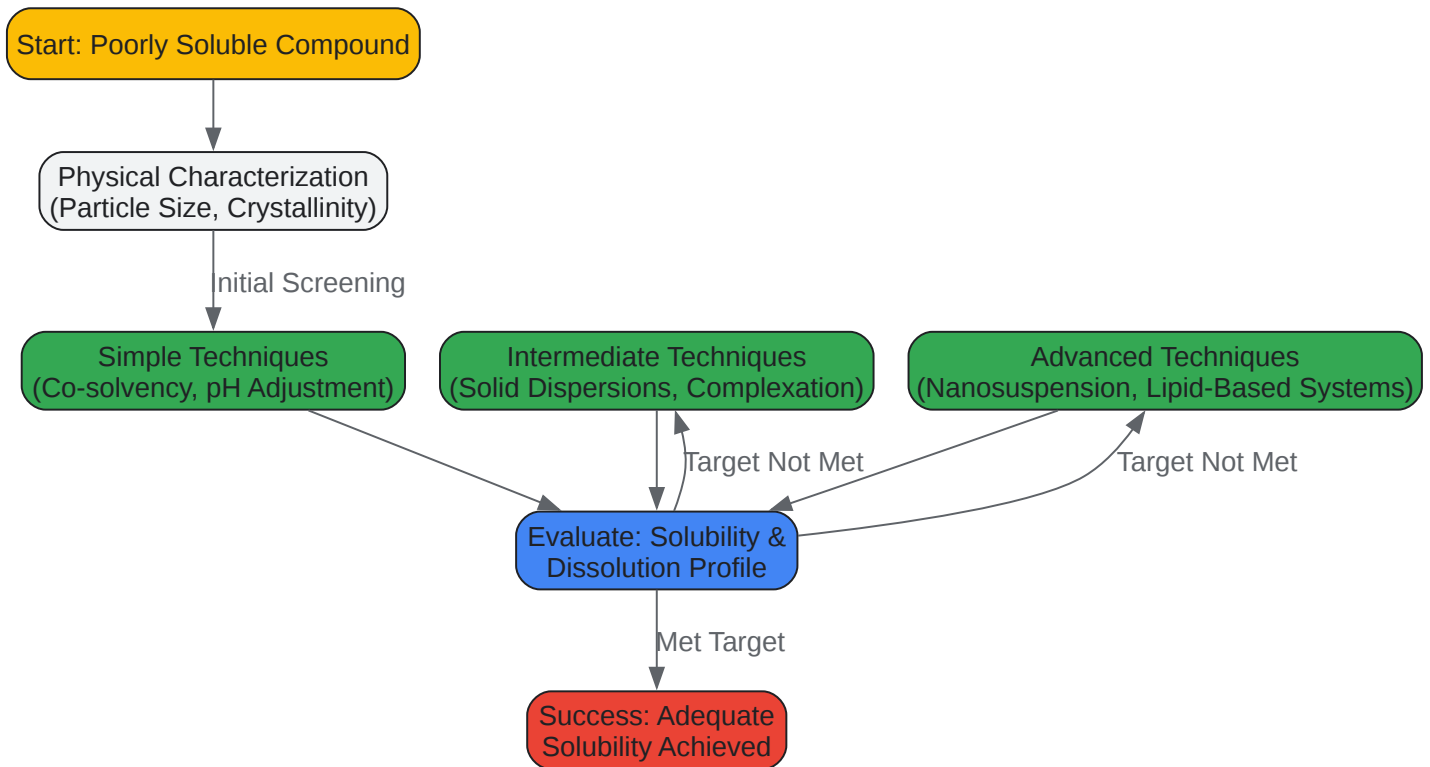 Start: Poorly Soluble Compound
Physical Characterization
(Particle Size, Crystallinity)
Initial Screening
Simple Techniques
(Co-solvency, pH Adjustment)
Intermediate Techniques
(Solid Dispersions, Complexation)
Advanced Techniques
(Nanosuspension, Lipid-Based Systems)
Target Not Met
Target Not Met
Evaluate: Solubility &
Dissolution Profile
Met Target
Success: Adequate
Solubility Achieved